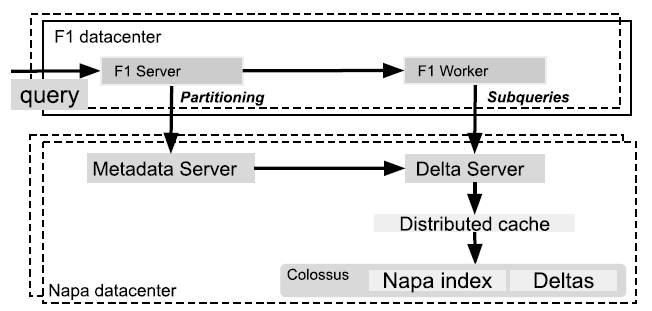 F1 datacenter
F1 Server
F1 Worker
query
Partitioning
Subqueries
Metadata Server
Delta Server
Distributed cache
Colossus
Napa index
Deltas
Napa datacenter